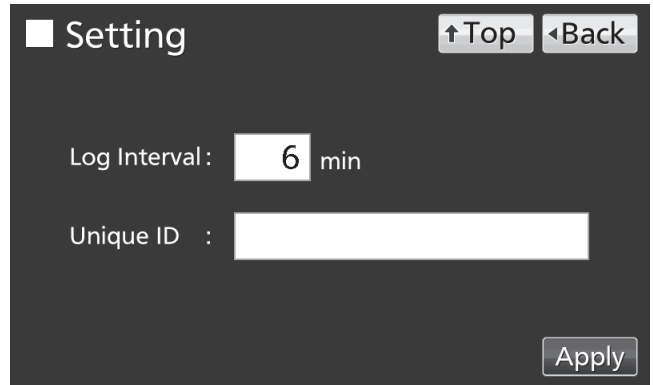 Setting
↑Top
◂Back
Log Interval: 6 min
Unique ID :
Apply